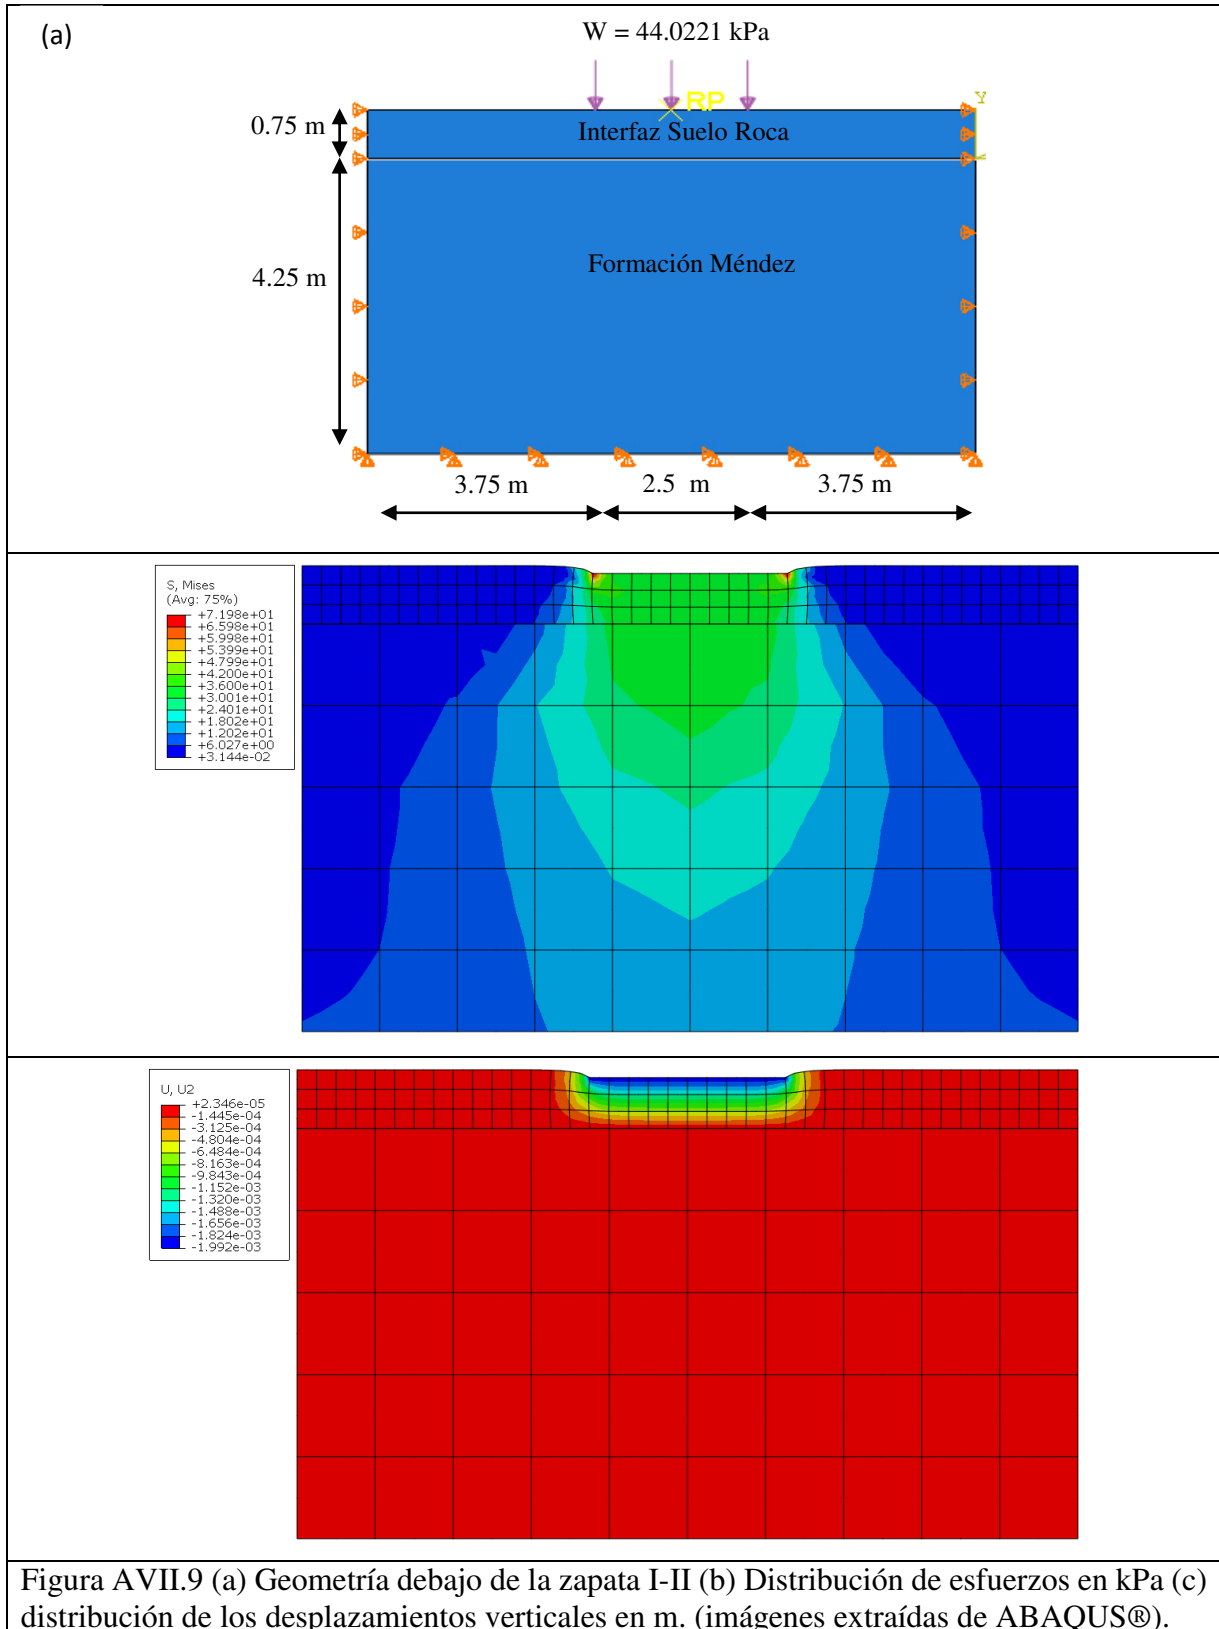 (a)
W = 44.0221 kPa
RP
Y
0.75 m
Interfaz Suelo Roca
4.25 m
Formación Méndez
3.75 m
2.5 m
3.75 m
S, Mises
(Avg: 75%)
+7.198e+01
+6.598e+01
+5.998e+01
+5.399e+01
+4.799e+01
+4.200e+01
+3.600e+01
+3.001e+01
+2.401e+01
+1.802e+01
+1.202e+01
+6.027e+00
+3.144e-02
U, U2
+2.346e-05
-1.445e-04
-3.125e-04
-4.804e-04
-6.484e-04
-8.163e-04
-9.843e-04
-1.152e-03
-1.320e-03
-1.488e-03
-1.656e-03
-1.824e-03
-1.992e-03
Figura AVII.9 (a) Geometría debajo de la zapata I-II (b) Distribución de esfuerzos en kPa (c)
distribución de los desplazamientos verticales en m. (imágenes extraídas de ABAQUS®).